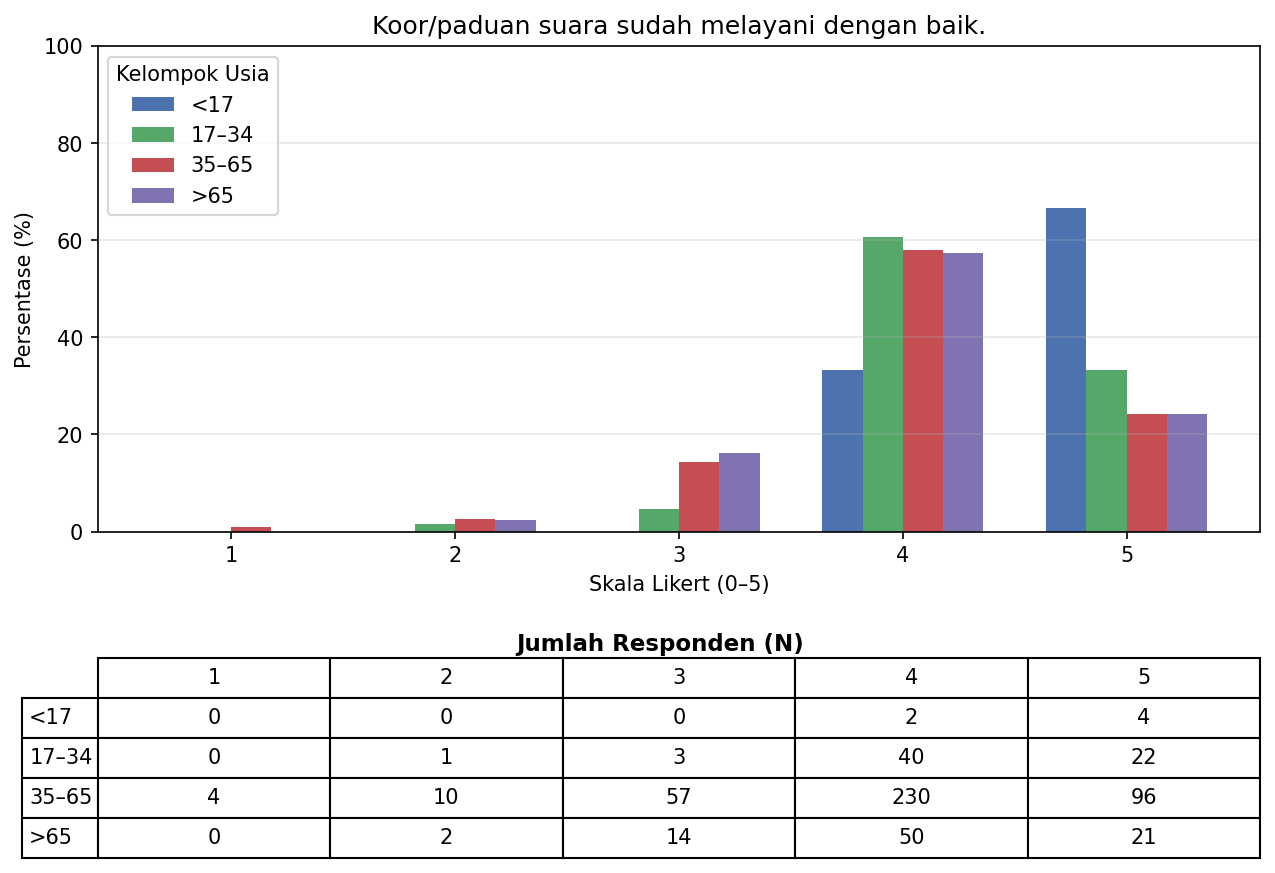 Koor/paduan suara sudah melayani dengan baik.
100
80
60
40
20
0
Persentase (%)
Kelompok Usia
<17
17–34
35–65
>65
1 2 3 4 5
Skala Likert (0–5)
Jumlah Responden (N)
1 2 3 4 5
<17 0 0 0 2 4
17–34 0 1 3 40 22
35–65 4 10 57 230 96
>65 0 2 14 50 21